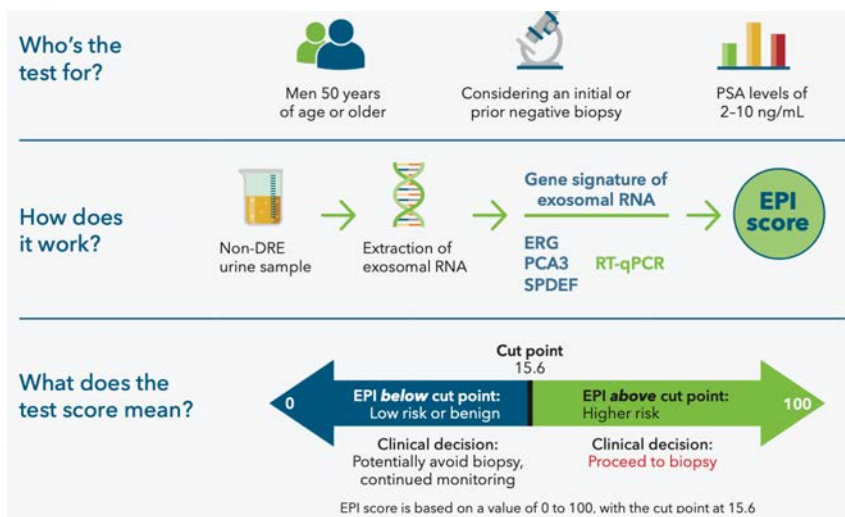 Who's the
test for?
Men 50 years
of age or older
Considering an initial or
prior negative biopsy
PSA levels of
2–10 ng/mL
How does
it work?
Non-DRE
urine sample
Extraction of
exosomal RNA
Gene signature of
exosomal RNA
ERG
PCA3
SPDEF
RT-qPCR
EPI
score
What does the
test score mean?
Cut point
15.6
0
EPI below cut point:
Low risk or benign
EPI above cut point:
Higher risk
100
Clinical decision:
Potentially avoid biopsy,
continued monitoring
Clinical decision:
Proceed to biopsy
EPI score is based on a value of 0 to 100, with the cut point at 15.6